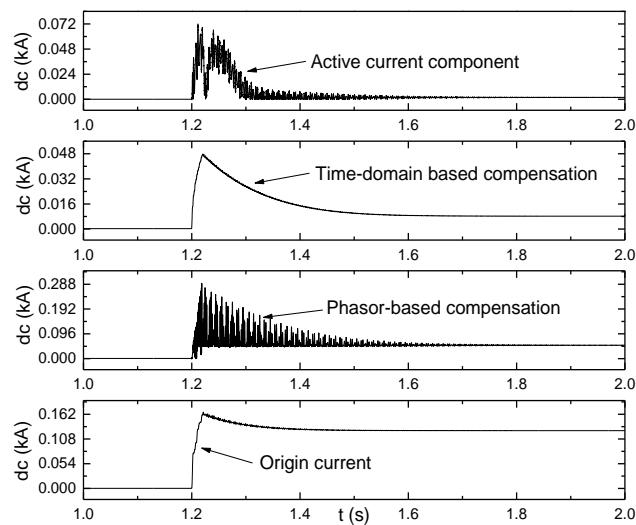 dc (kA)
0.072
0.048
0.024
0.000
Active current component
1.0 1.2 1.4 1.6 1.8 2.0
dc (kA)
0.048
0.032
0.016
0.000
Time-domain based compensation
1.0 1.2 1.4 1.6 1.8 2.0
dc (kA)
0.288
0.192
0.096
0.000
Phasor-based compensation
1.0 1.2 1.4 1.6 1.8 2.0
dc (kA)
0.162
0.108
0.054
0.000
Origin current
1.0 1.2 1.4 1.6 1.8 2.0
t (s)